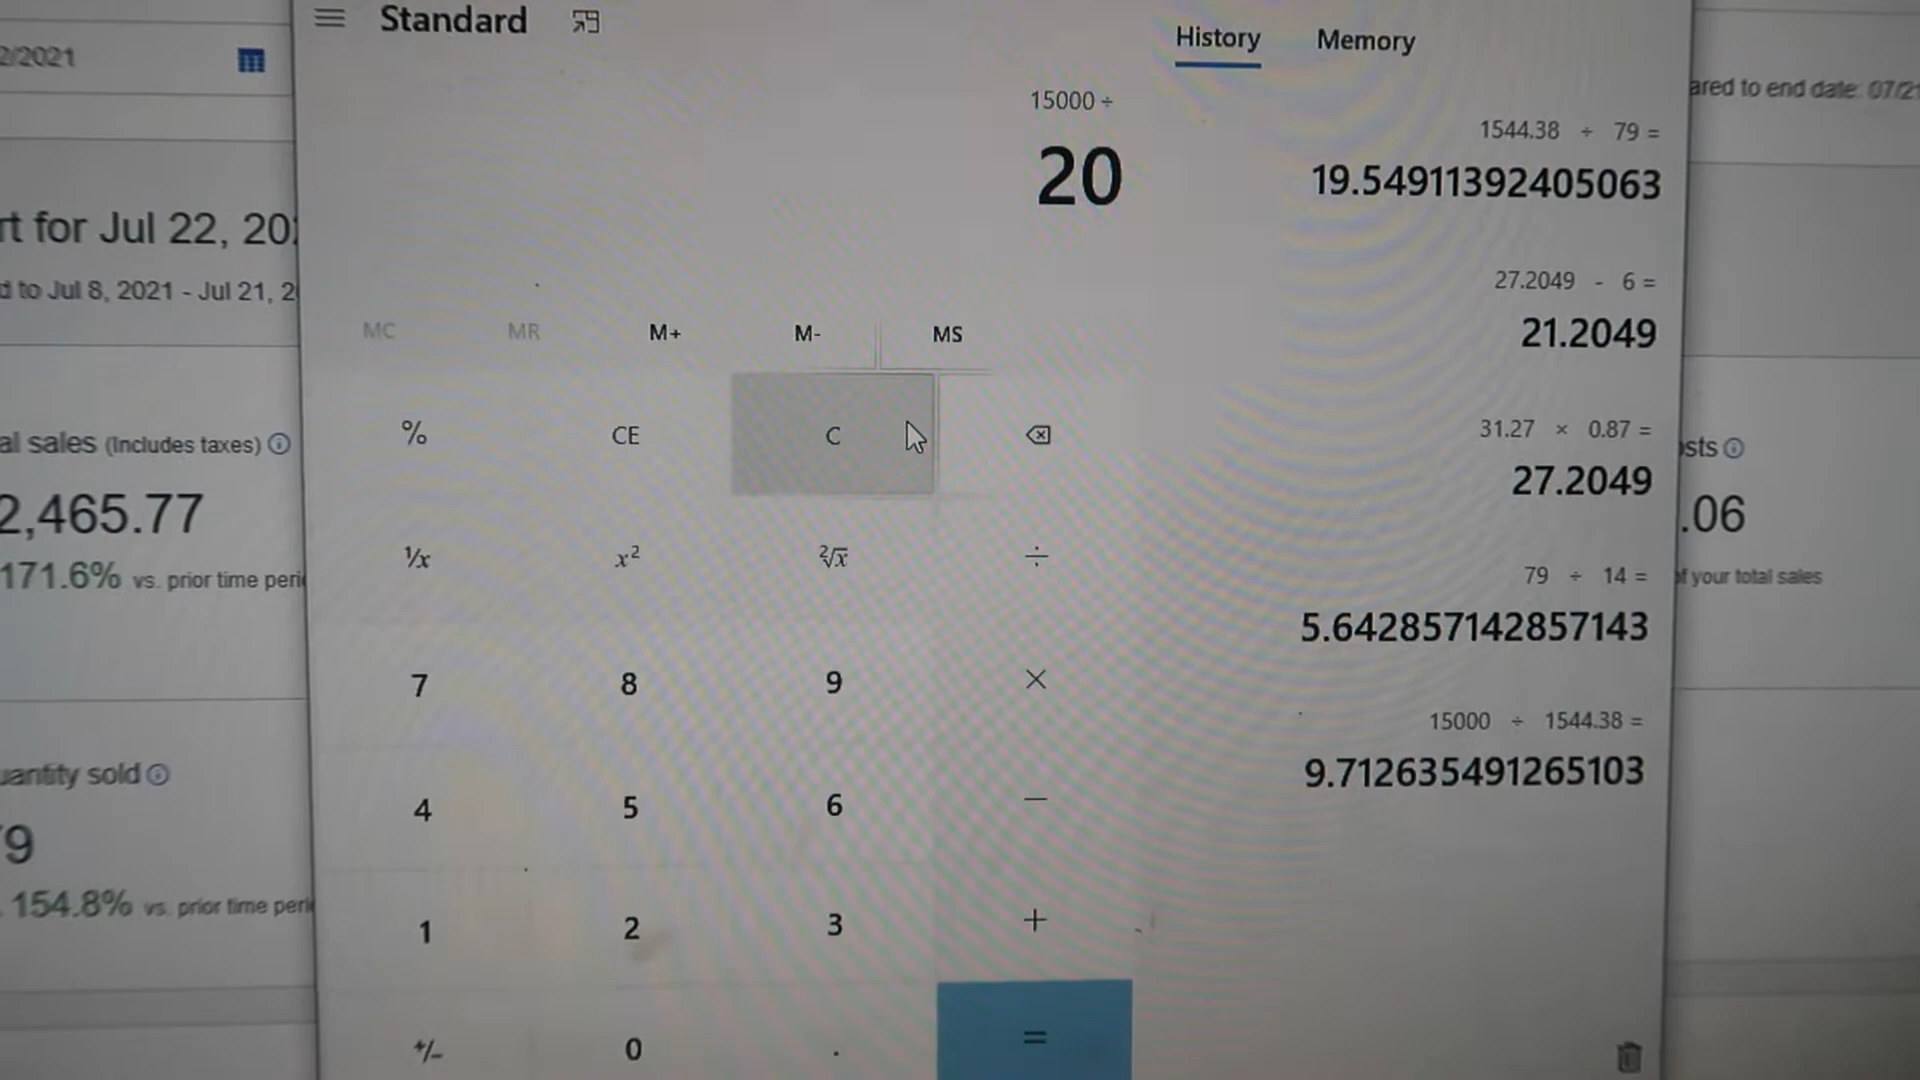 Standard
History
Memory
15000 ÷
20
1544.38 ÷ 79 =
19.54911392405063
27.2049 - 6 =
21.2049
31.27 × 0.87 =
27.2049
79 ÷ 14 =
5.642857142857143
15000 ÷ 1544.38 =
9.712635491265103
MC MR M+ M- MS
% CE C
1/x x² ²√x ÷
7 8 9 ×
4 5 6 −
1 2 3 +
+/- 0 . =
2/2021
rt for Jul 22, 20
d to Jul 8, 2021 - Jul 21, 2
al sales (Includes taxes)
2,465.77
171.6% vs. prior time peri
uantity sold
9
154.8% vs. prior time peri
ared to end date: 07/21
sts
.06
of your total sales